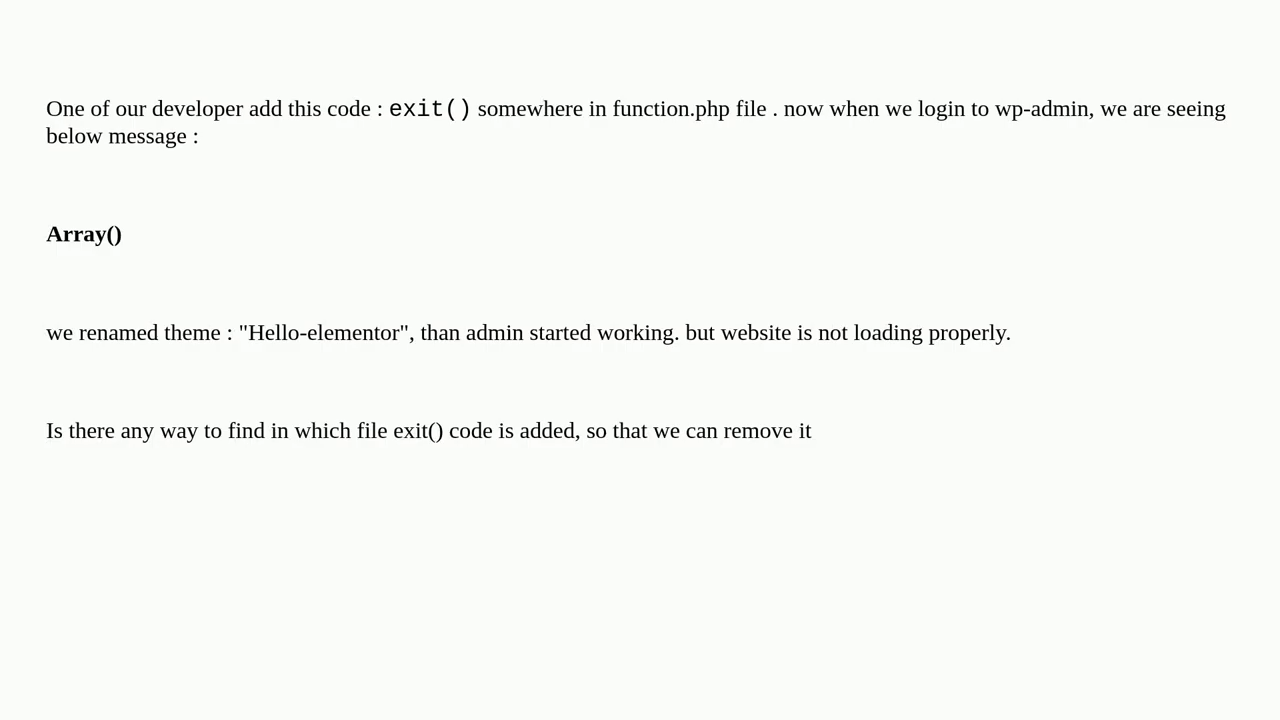 One of our developer add this code : exit() somewhere in function.php file . now when we login to wp-admin, we are seeing
below message :
Array()
we renamed theme : "Hello-elementor", than admin started working. but website is not loading properly.
Is there any way to find in which file exit() code is added, so that we can remove it